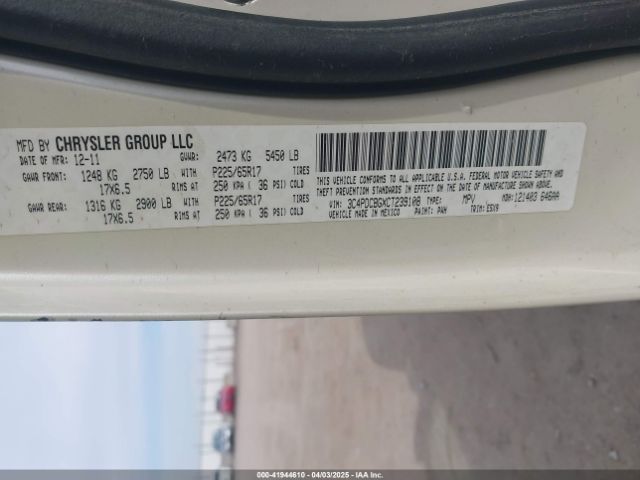 MFD BY CHRYSLER GROUP LLC
DATE OF MFR: 12-11 GVWR: 2473 KG 5450 LB
GAWR FRONT: 1248 KG 2750 LB WITH P225/65R17 TIRES
17X6.5 RIMS AT 250 KPA ( 36 PSI) COLD
GAWR REAR: 1316 KG 2900 LB WITH P225/65R17 TIRES
17X6.5 RIMS AT 250 KPA ( 36 PSI) COLD
THIS VEHICLE CONFORMS TO ALL APPLICABLE U.S.A. FEDERAL MOTOR VEHICLE SAFETY AND
THEFT PREVENTION STANDARDS IN EFFECT ON THE DATE OF MANUFACTURE SHOWN ABOVE.
VIN: 3C4PDCBGXCT239108 TYPE: MPV MDH: 121403 646AA
VEHICLE MADE IN MEXICO PAINT: PWH TRIM: E5X9
000-41944610 - 04/03/2025 - IAAI, Inc.